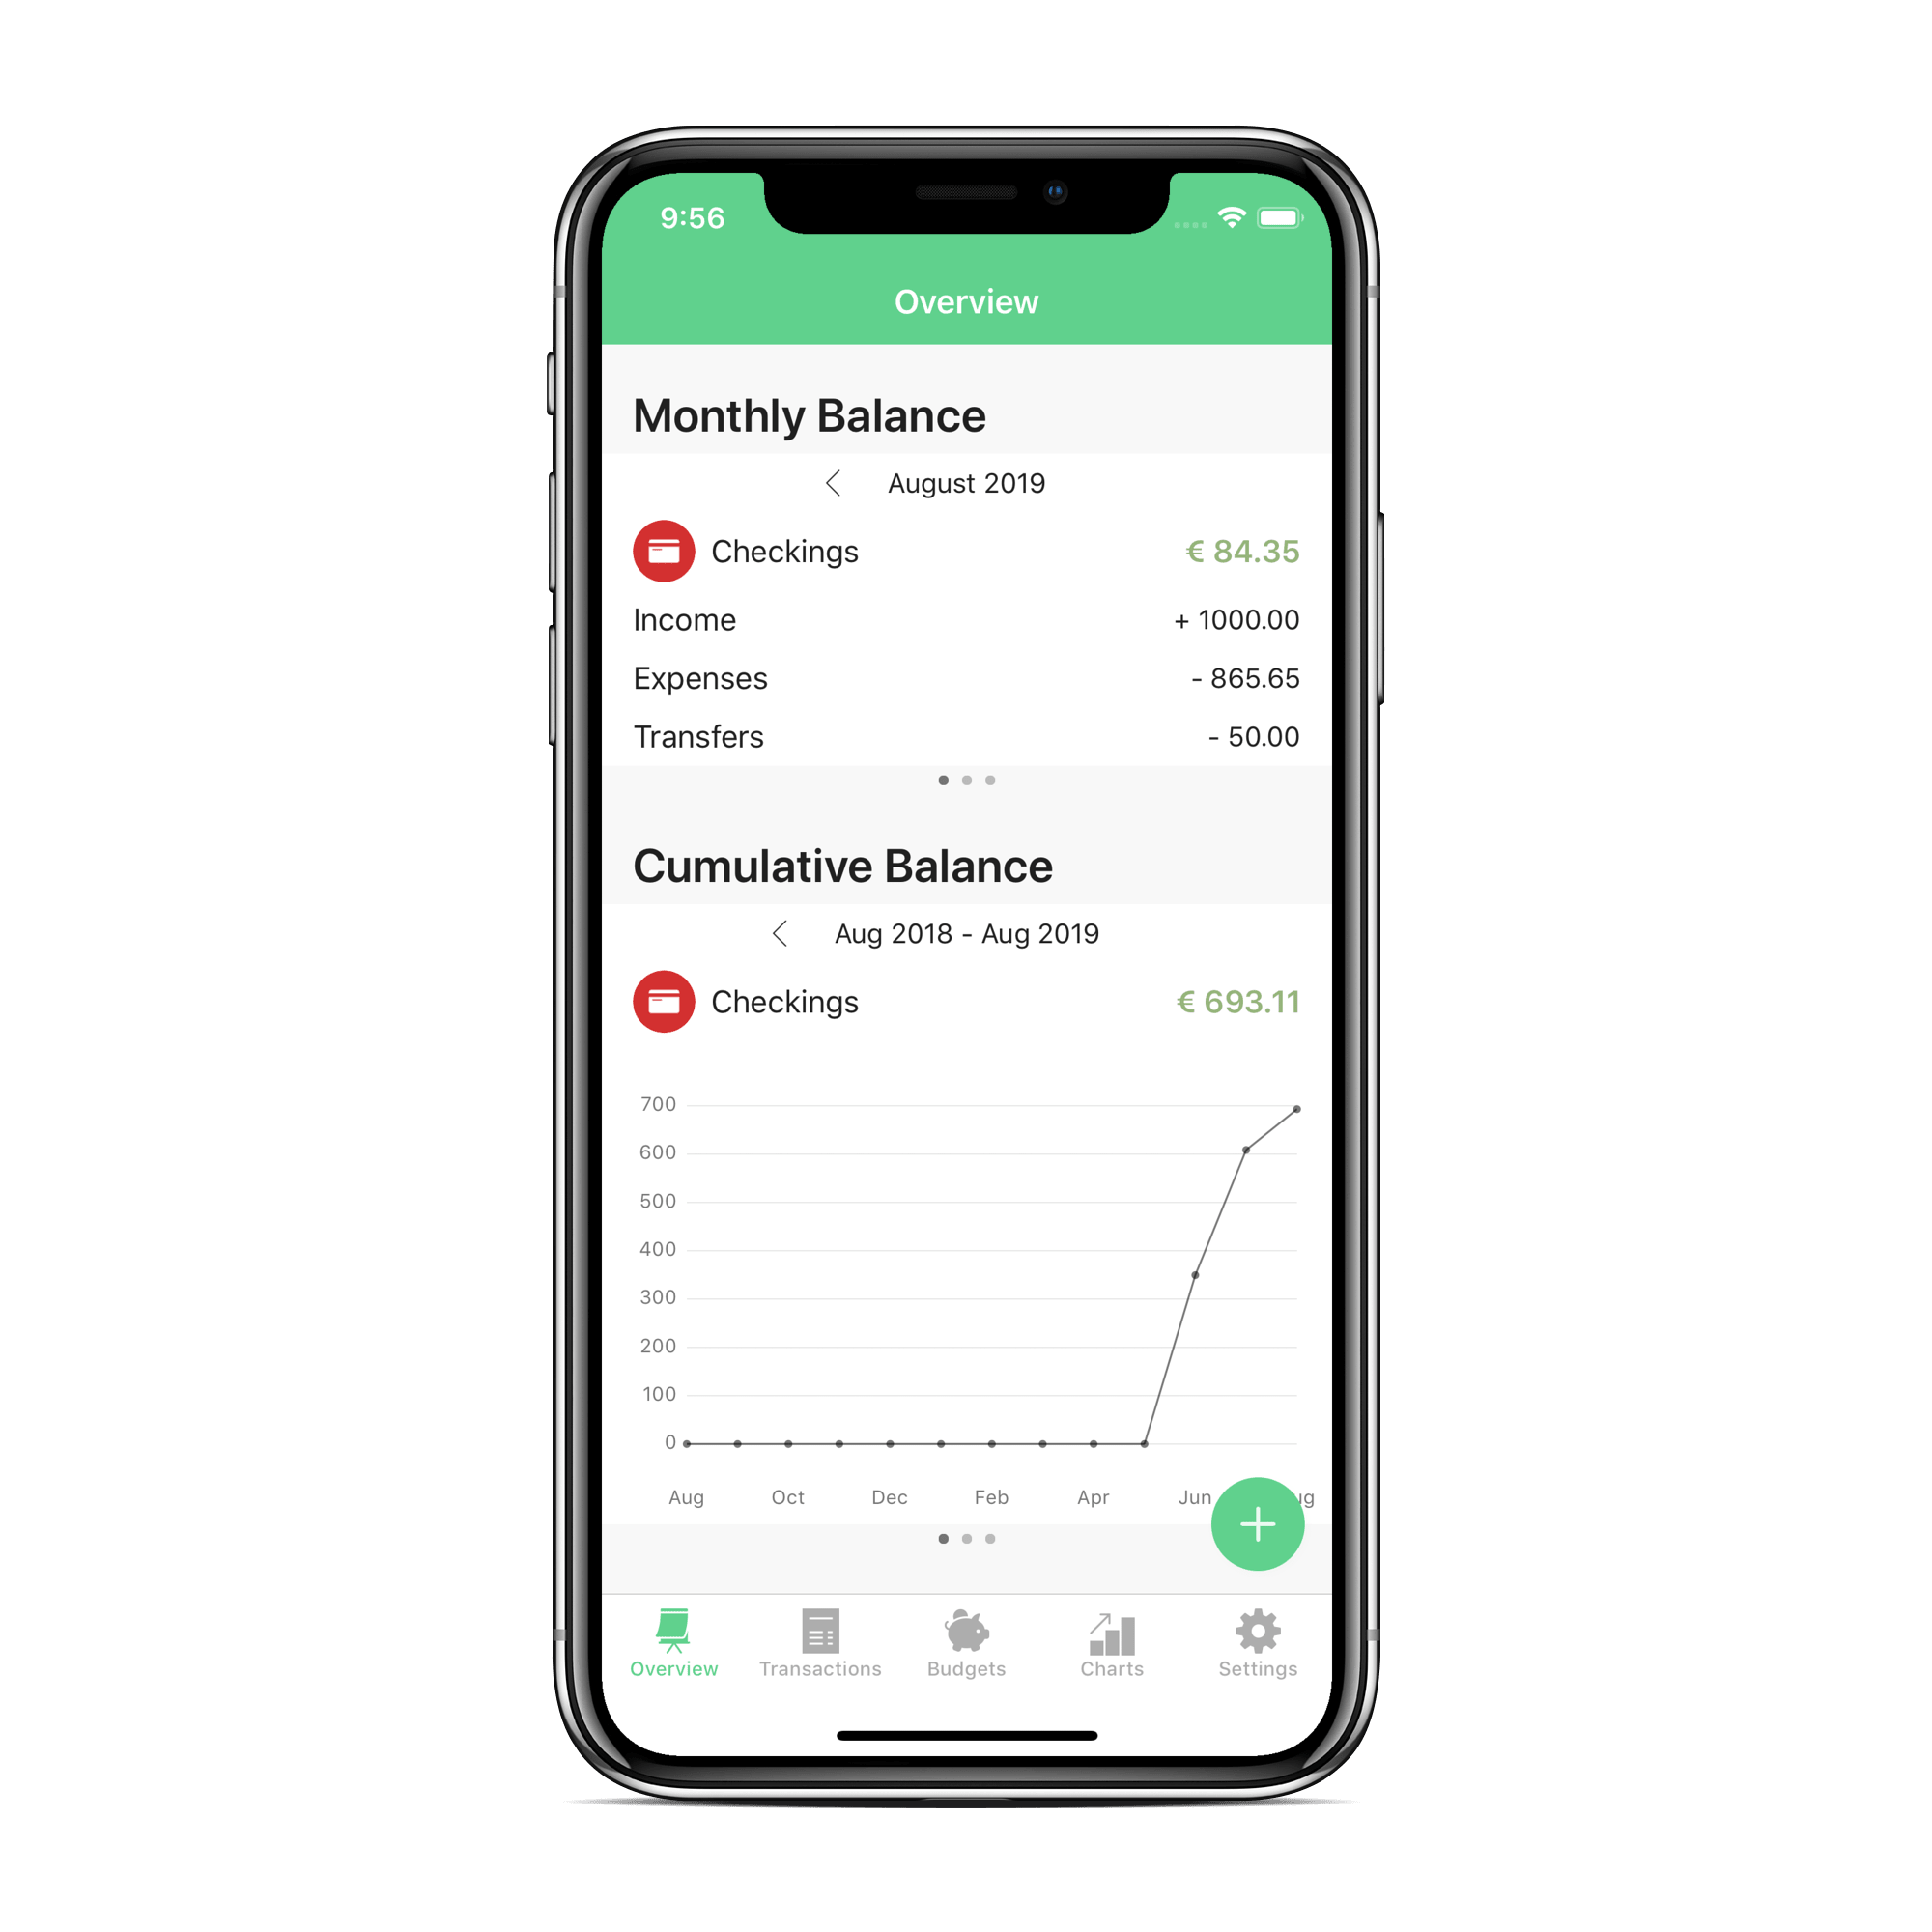 9:56
Overview
Monthly Balance
August 2019
Checkings € 84.35
Income + 1000.00
Expenses - 865.65
Transfers - 50.00
Cumulative Balance
Aug 2018 - Aug 2019
Checkings € 693.11
700
600
500
400
300
200
100
0
Aug Oct Dec Feb Apr Jun
Overview Transactions Budgets Charts Settings